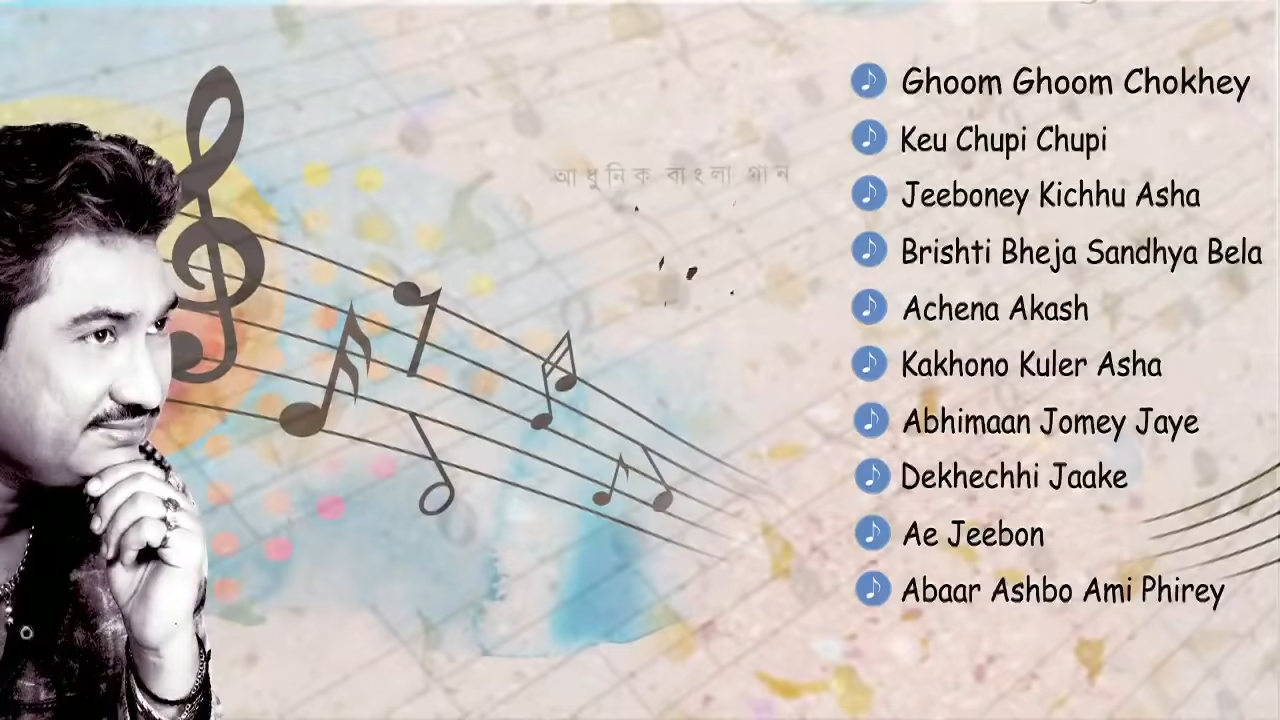 আধুনিক বাংলা গান
Ghoom Ghoom Chokhey
Keu Chupi Chupi
Jeeboney Kichhu Asha
Brishti Bheja Sandhya Bela
Achena Akash
Kakhono Kuler Asha
Abhimaan Jomey Jaye
Dekhechhi Jaake
Ae Jeebon
Abaar Ashbo Ami Phirey